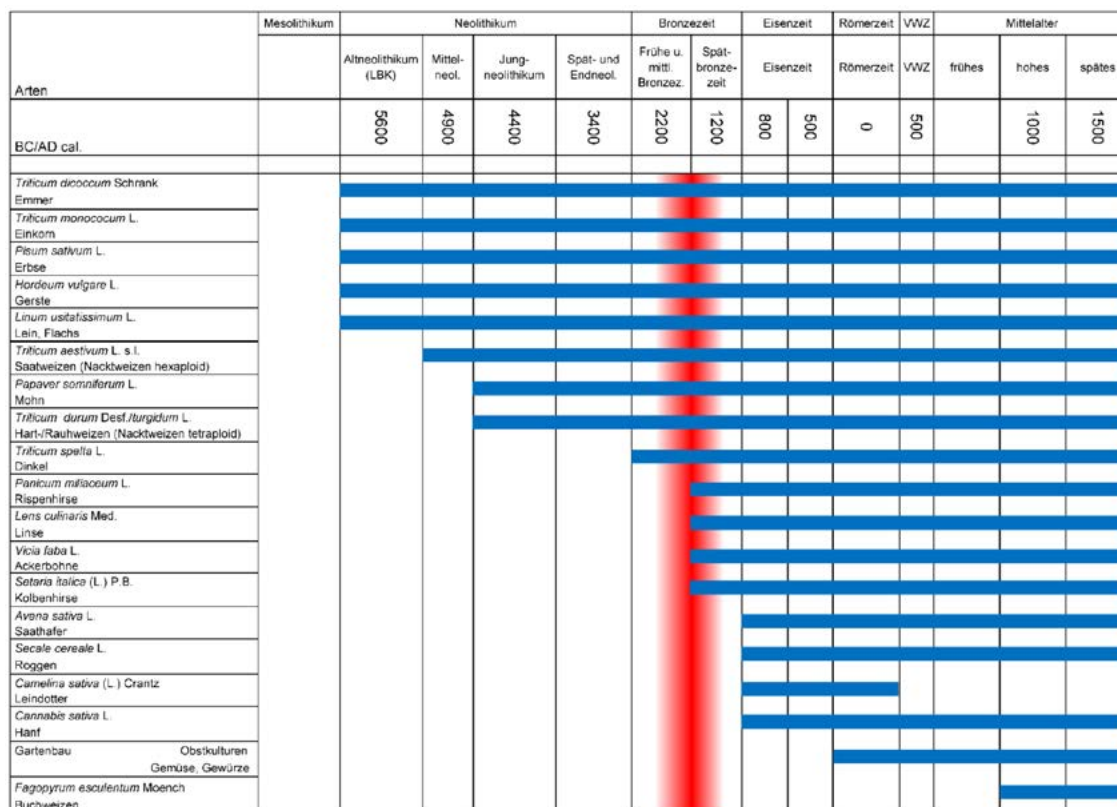 Mesolithikum Neolithikum Bronzezeit Eisenzeit Römerzeit VWZ Mittelalter
Altneolithikum Mittel- Jung- Spät- und Frühe u. Spät- Eisenzeit Römerzeit VWZ frühes hohes spätes
(LBK) neol. neolithikum Endneol. mittl. bronze-
Bronzez. zeit
Arten
BC/AD cal. 5600 4900 4400 3400 2200 1200 800 500 0 500 1000 1500
Triticum dicoccum Schrank
Emmer
Triticum monococum L.
Einkorn
Pisum sativum L.
Erbse
Hordeum vulgare L.
Gerste
Linum usitatissimum L.
Lein, Flachs
Triticum aestivum L. s.l.
Saatweizen (Nacktweizen hexaploid)
Papaver somniferum L.
Mohn
Triticum durum Desf./turgidum L.
Hart-/Rauhweizen (Nacktweizen tetraploid)
Triticum spelta L.
Dinkel
Panicum miliaceum L.
Rispenhirse
Lens culinaris Med.
Linse
Vicia faba L.
Ackerbohne
Setaria italica (L.) P.B.
Kolbenhirse
Avena sativa L.
Saathafer
Secale cereale L.
Roggen
Camelina sativa (L.) Crantz
Leindotter
Cannabis sativa L.
Hanf
Gartenbau Obstkulturen
Gemüse, Gewürze
Fagopyrum esculentum Moench
Buchweizen